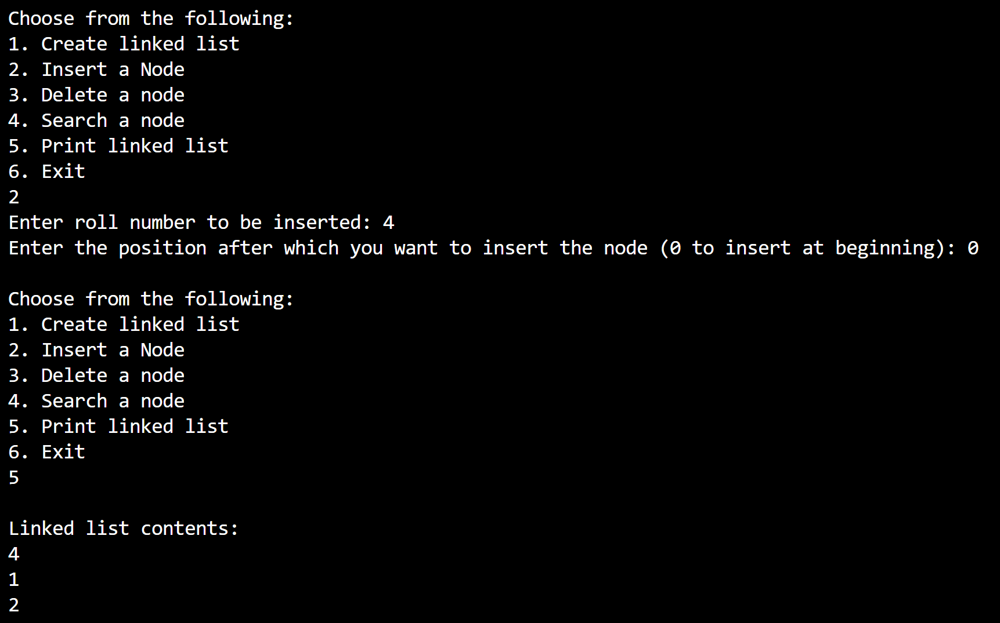 Choose from the following:
1. Create linked list
2. Insert a Node
3. Delete a node
4. Search a node
5. Print linked list
6. Exit
2
Enter roll number to be inserted: 4
Enter the position after which you want to insert the node (0 to insert at beginning): 0

Choose from the following:
1. Create linked list
2. Insert a Node
3. Delete a node
4. Search a node
5. Print linked list
6. Exit
5

Linked list contents:
4
1
2